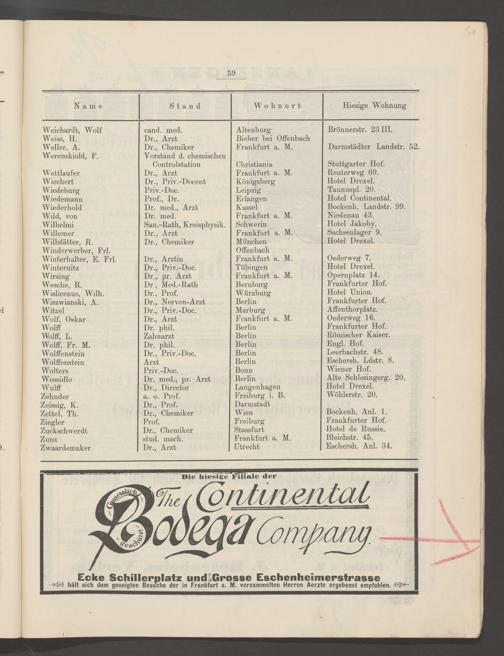 59
Name Stand Wohnort Hiesige Wohnung
Weichardt, Wolf cand. med. Altenburg Brönnerstr. 23 III.
Weiss, H. Dr., Arzt Bieber bei Offenbach
Weller, A. Dr., Chemiker Frankfurt a. M. Darmstädter Landstr. 52.
Werenskiold, F. Vorstand d. chemischen
Controlstation Christiania Stuttgarter Hof.
Wettlaufer Dr., Arzt Frankfurt a. M. Reuterweg 69.
Wiechert Dr., Priv.-Docent Königsberg Hotel Drexel.
Wiedeburg Priv.-Doc. Leipzig Taunuspl. 20.
Wiedemann Prof., Dr. Erlangen Hotel Continental.
Wiederhold Dr. med., Arzt Kassel Bockenh. Landstr. 99.
Wild, von Dr. med. Frankfurt a. M. Niedenau 43.
Wilhelmi San.-Rath, Kreisphysik. Schwerin Hotel Jakoby.
Willemer Dr., Arzt Frankfurt a. M. Sachsenlager 9.
Willstätter, R. Dr., Chemiker München Hotel Drexel.
Winderwerber, Frl. Offenbach
Winterhalter, E. Frl. Dr., Arztin Frankfurt a. M. Oederweg 7.
Winternitz Dr., Priv.-Doc. Tübingen Hotel Drexel.
Wirsing Dr., pr. Arzt Frankfurt a. M. Opernplatz 14.
Wesche, R. Dr., Med.-Rath Bernburg Frankfurter Hof.
Wislicenus, Wilh. Dr., Prof. Würzburg Hotel Union.
Wiszwianski, A. Dr., Nerven-Arzt Berlin Frankfurter Hof.
Witzel Dr., Priv.-Doc. Marburg Affenthorplatz.
Wolf, Oskar Dr., Arzt Frankfurt a. M. Oederweg 16.
Wolff Dr. phil. Berlin Frankfurter Hof.
Wolff, L. Zahnarzt Berlin Römischer Kaiser.
Wolff, Fr. M. Dr. phil. Berlin Engl. Hof.
Wolffenstein Dr., Priv.-Doc. Berlin Leerbachstr. 48.
Wolffenstein Arzt Berlin Eschersh. Ldstr. 8.
Wolters Priv.-Doc. Bonn Wiener Hof.
Wossidlo Dr. med., pr. Arzt Berlin Alte Schlesingerg. 20.
Wulff Dr., Director Langenhagen Hotel Drexel.
Zehnder a. o. Prof. Freiburg i. B. Wöhlerstr. 20.
Zeissig, K. Dr., Prof. Darmstadt
Zettel, Th. Dr., Chemiker Wien Bockenh. Anl. 1.
Ziegler Prof. Freiburg Frankfurter Hof.
Zuckschwerdt Dr., Chemiker Stassfurt Hotel de Russie.
Zunz stud. mach. Frankfurt a. M. Bleichstr. 45.
Zwaardemaker Dr., Arzt Utrecht Eschersh. Anl. 34.
Die hiesige Filiale der
The Continental
Gesetzlich geschützt
Bodega Company.
Ecke Schillerplatz und Grosse Eschenheimerstrasse
hält sich dem geneigten Besuche der in Frankfurt a. M. versammelten Herren Aerzte ergebenst empfohlen.